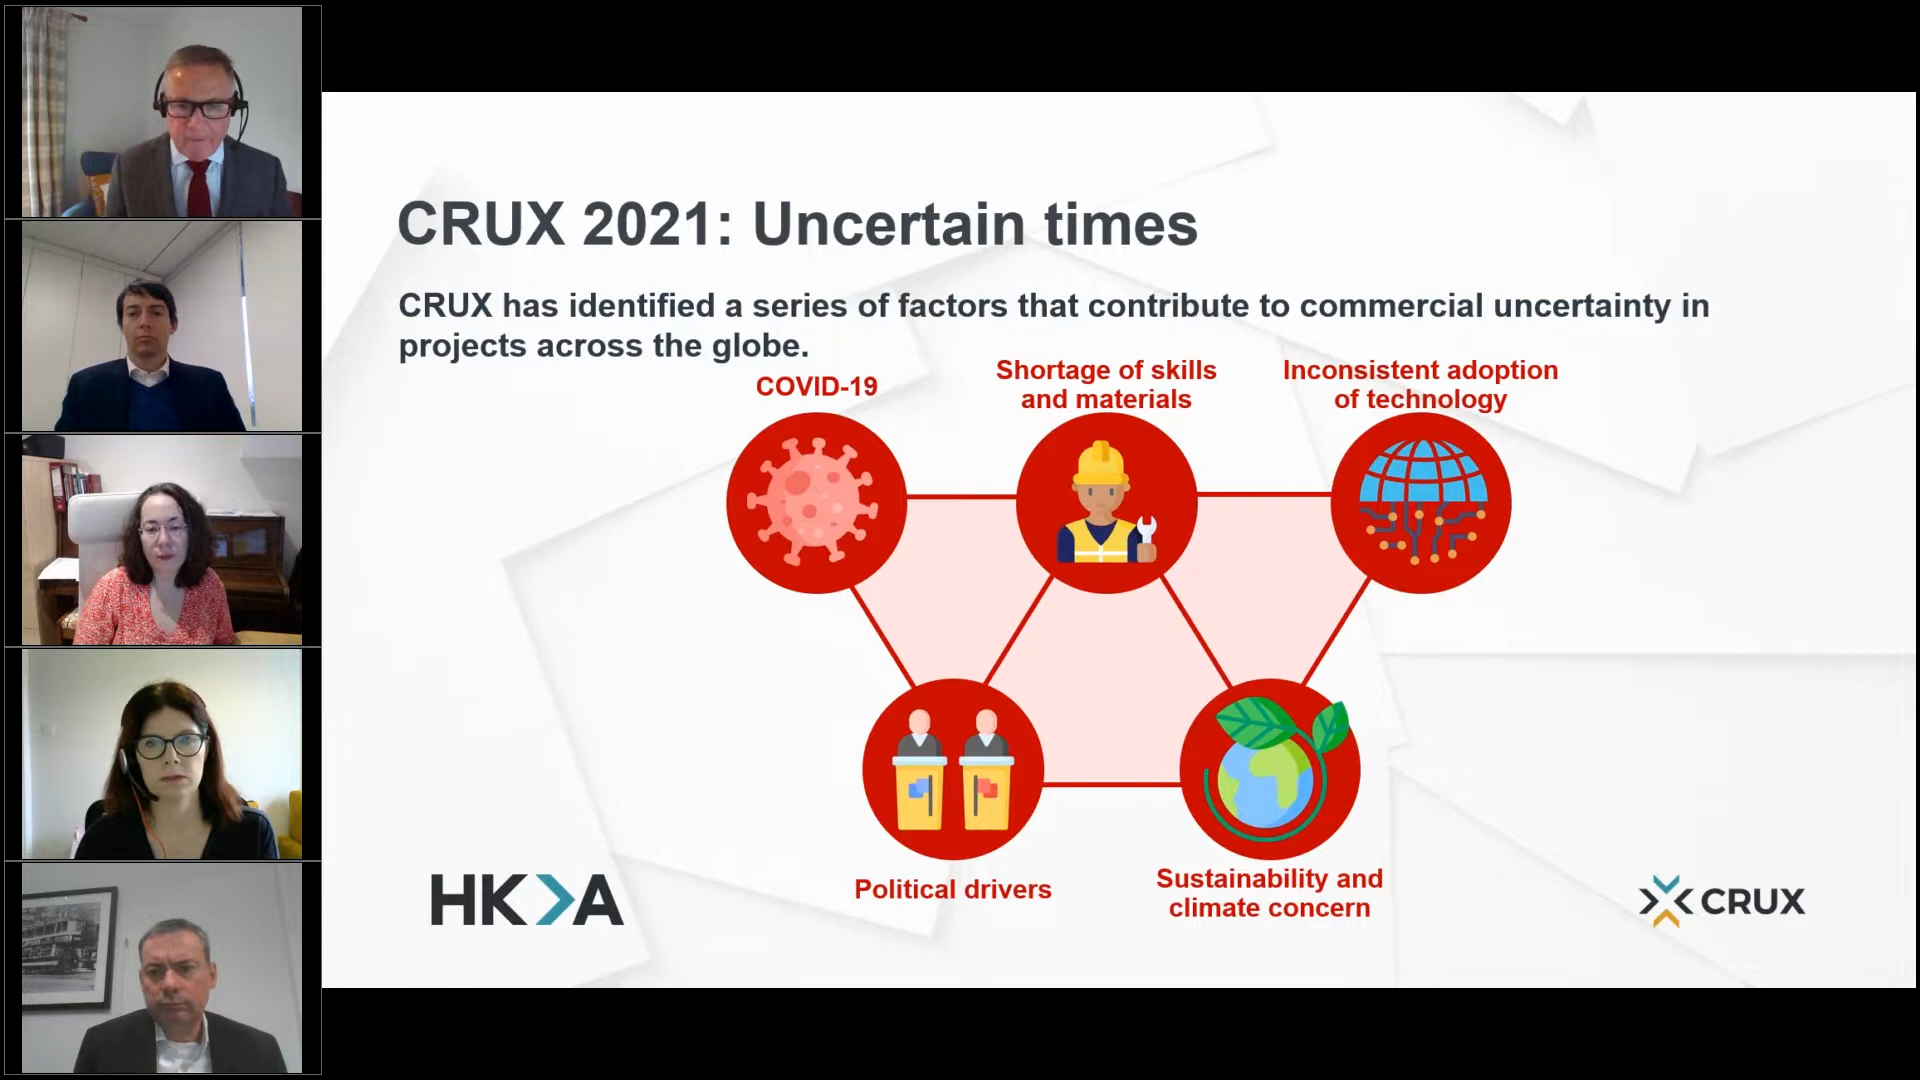 CRUX 2021: Uncertain times
CRUX has identified a series of factors that contribute to commercial uncertainty in
projects across the globe.
COVID-19
Shortage of skills
and materials
Inconsistent adoption
of technology
Political drivers
Sustainability and
climate concern
HKA
CRUX